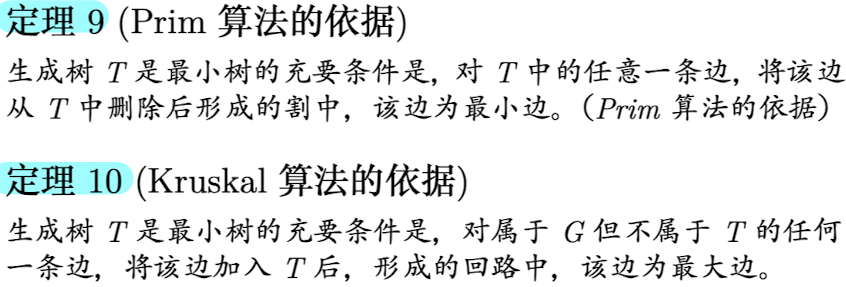 定理 9 (Prim 算法的依据)
生成树 T 是最小树的充要条件是，对 T 中的任意一条边，将该边
从 T 中删除后形成的割中，该边为最小边。（Prim 算法的依据）
定理 10 (Kruskal 算法的依据)
生成树 T 是最小树的充要条件是，对属于 G 但不属于 T 的任何
一条边，将该边加入 T 后，形成的回路中，该边为最大边。